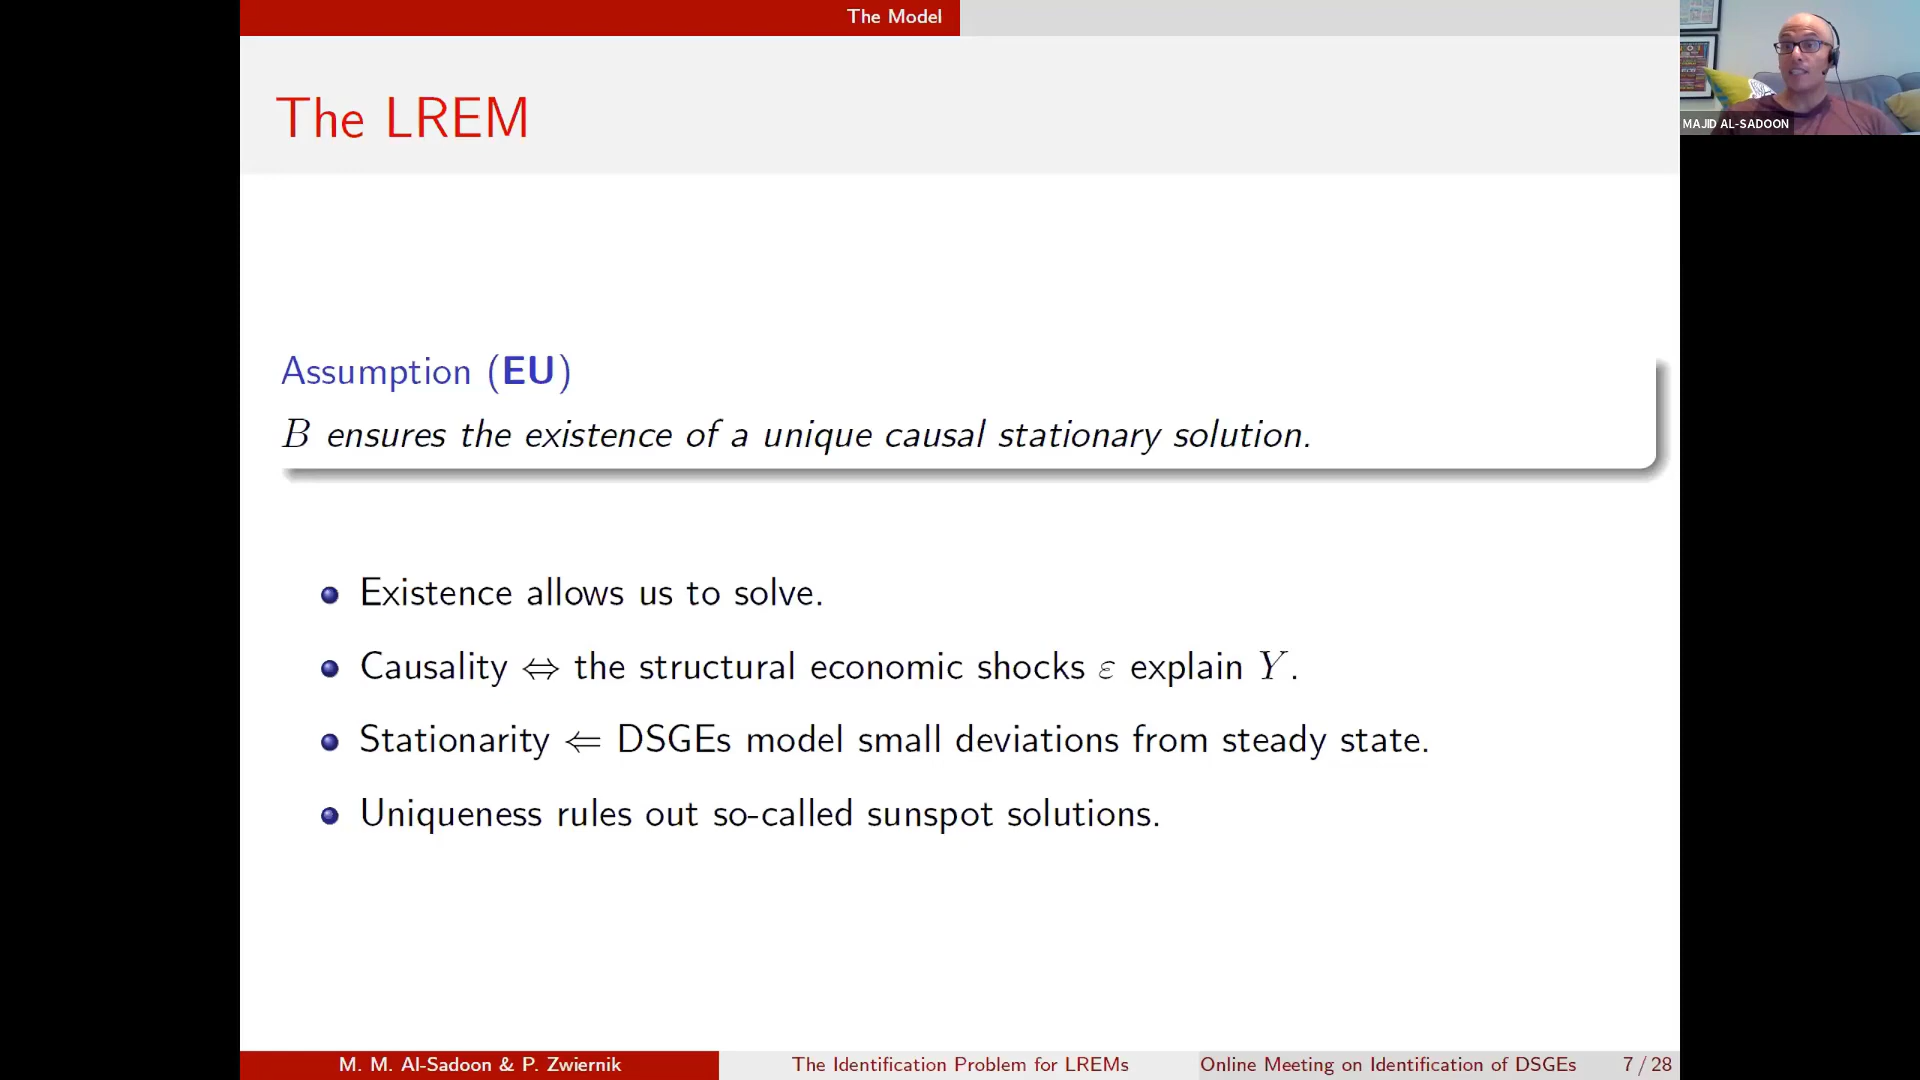 The Model
The LREM
MAJID AL-SADOON
Assumption (EU)
B ensures the existence of a unique causal stationary solution.
Existence allows us to solve.
Causality ⇔ the structural economic shocks ε explain Y.
Stationarity ⇐ DSGEs model small deviations from steady state.
Uniqueness rules out so-called sunspot solutions.
M. M. Al-Sadoon & P. Zwiernik
The Identification Problem for LREMs
Online Meeting on Identification of DSGEs
7 / 28